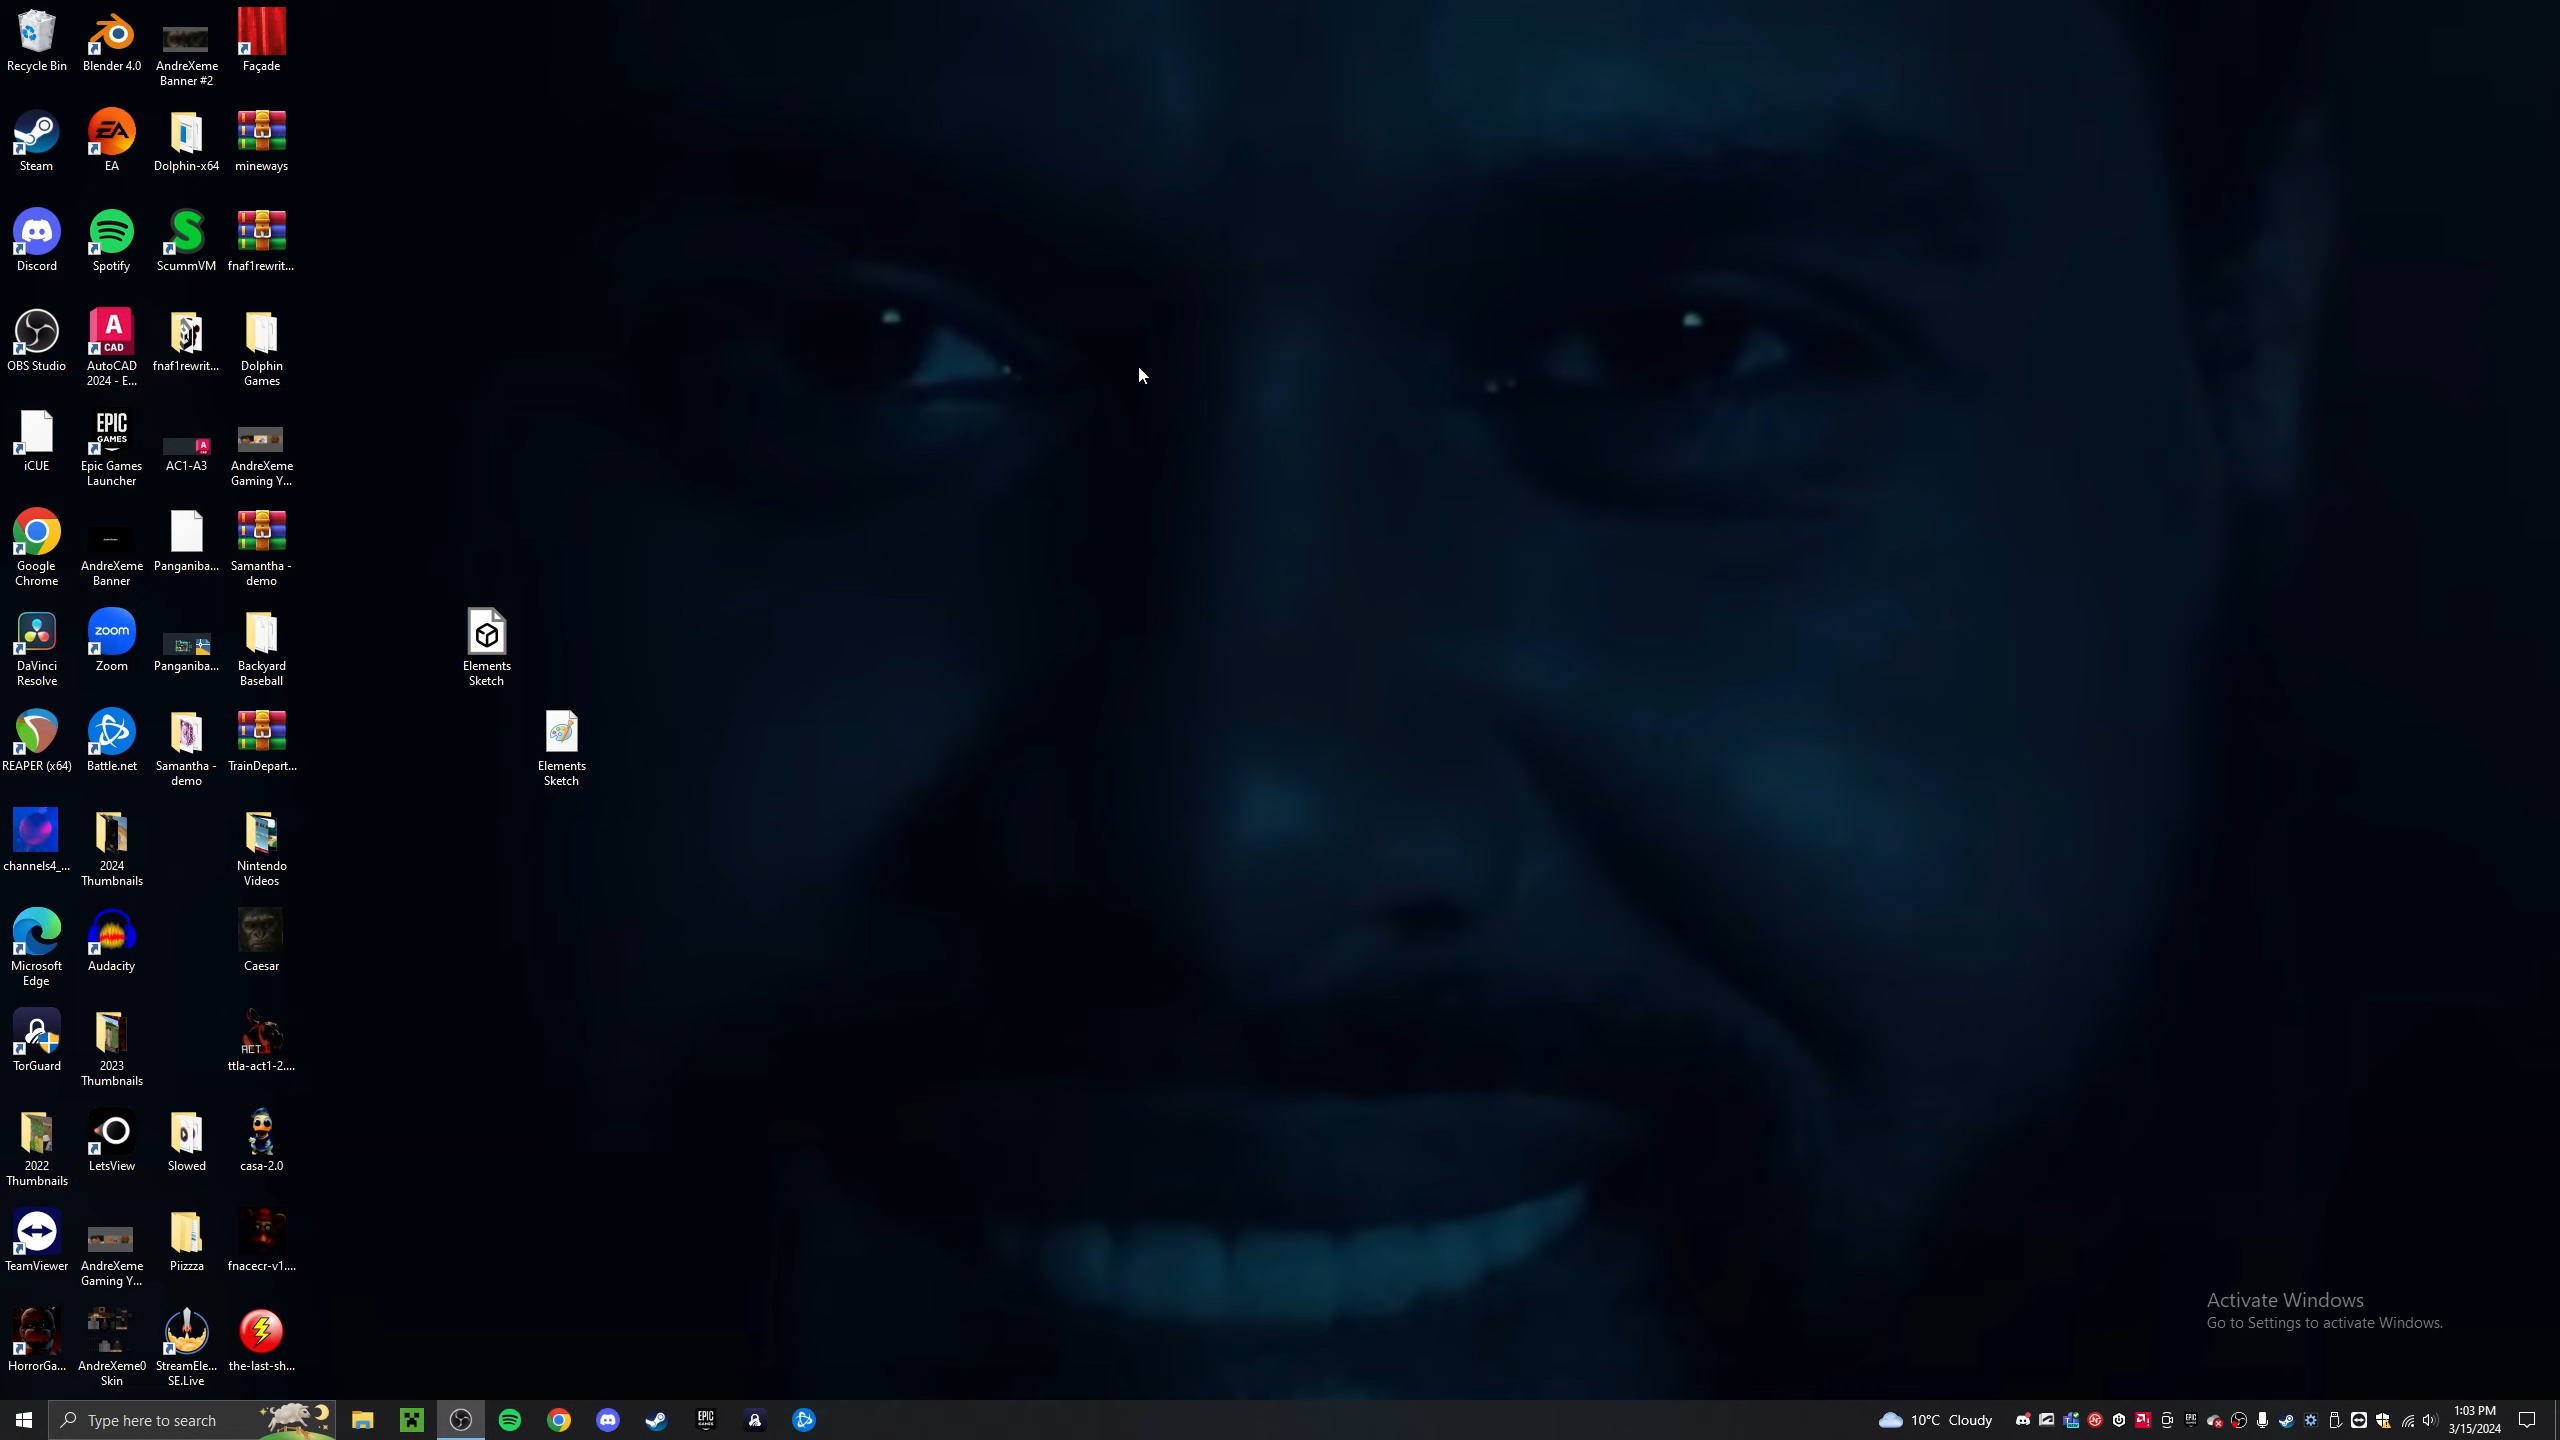 Recycle Bin
Blender 4.0
AndreXeme
Banner #2
Façade
Steam
EA
Dolphin-x64
mineways
Discord
Spotify
ScummVM
fnaf1rewrit...
OBS Studio
A
CAD
AutoCAD
2024 - E...
fnaf1rewrit...
Dolphin
Games
iCUE
EPIC
GAMES
Epic Games
Launcher
AC1-A3
AndreXeme
Gaming Y...
Google
Chrome
AndreXeme
Banner
Panganiba...
Samantha -
demo
DaVinci
Resolve
zoom
Zoom
Panganiba...
Backyard
Baseball
Elements
Sketch
REAPER (x64)
Battle.net
Samantha -
demo
TrainDepart...
Elements
Sketch
channels4_...
2024
Thumbnails
Nintendo
Videos
Microsoft
Edge
Audacity
Caesar
TorGuard
2023
Thumbnails
ACT
ttla-act1-2....
2022
Thumbnails
LetsView
Slowed
casa-2.0
TeamViewer
AndreXeme
Gaming Y...
Piizzza
fnacecr-v1....
HorrorGa...
AndreXeme0
Skin
StreamEle...
SE.Live
the-last-sh...
Activate Windows
Go to Settings to activate Windows.
Type here to search
EPIC
10°C Cloudy
1:03 PM
3/15/2024